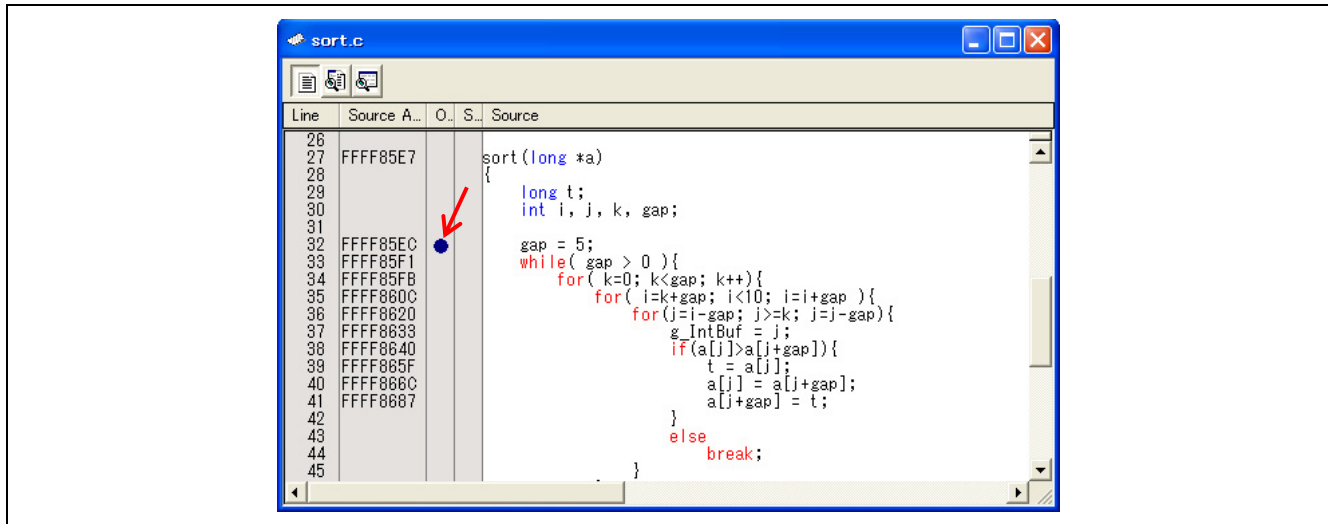 sort.c
Line Source A... O.. S... Source
26
27 FFFF85E7 sort(long *a)
28 {
29 long t;
30 int i, j, k, gap;
31
32 FFFF85EC gap = 5;
33 FFFF85F1 while( gap > 0 ){
34 FFFF85FB for( k=0; k<gap; k++){
35 FFFF860C for( i=k+gap; i<10; i=i+gap ){
36 FFFF8620 for(j=i-gap; j>=k; j=j-gap){
37 FFFF8633 g_IntBuf = j;
38 FFFF8640 if(a[j]>a[j+gap]){
39 FFFF865F t = a[j];
40 FFFF866C a[j] = a[j+gap];
41 FFFF8687 a[j+gap] = t;
42 }
43 else
44 break;
45 }